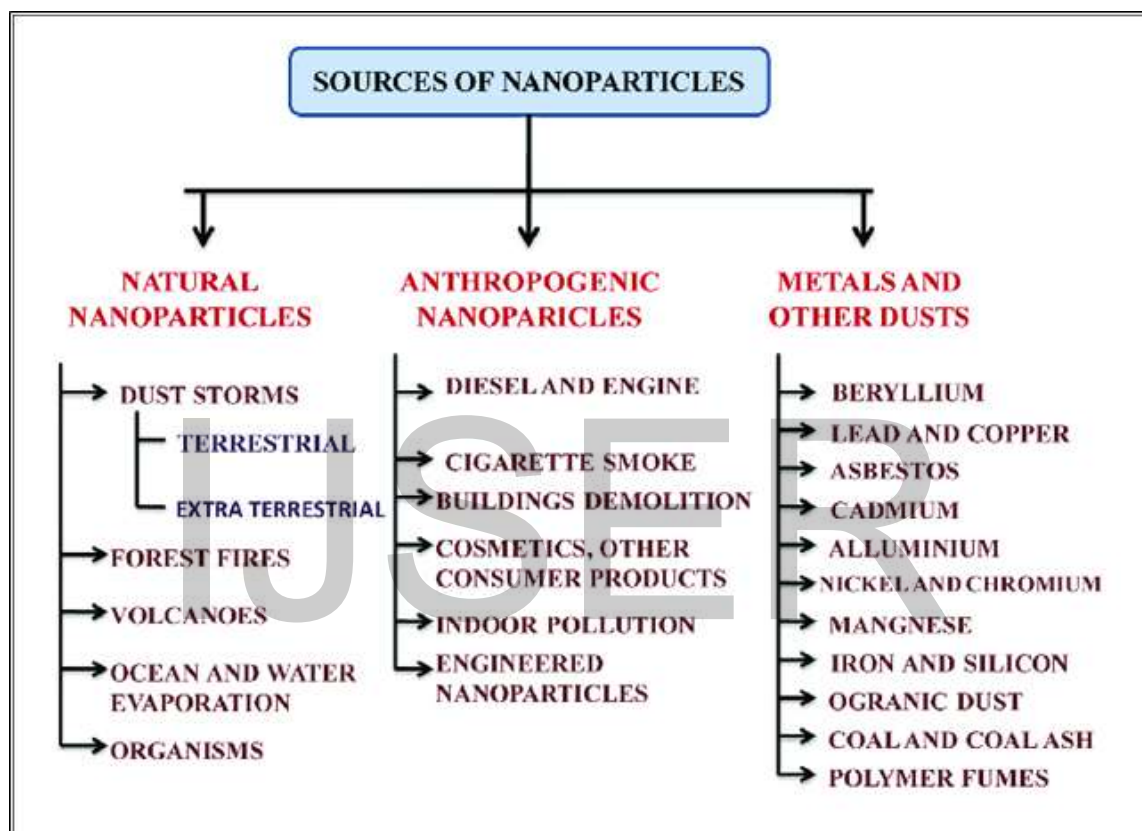 SOURCES OF NANOPARTICLES
NATURAL
NANOPARTICLES
DUST STORMS
TERRESTRIAL
EXTRA TERRESTRIAL
FOREST FIRES
VOLCANOES
OCEAN AND WATER
EVAPORATION
ORGANISMS
ANTHROPOGENIC
NANOPARICLES
DIESEL AND ENGINE
CIGARETTE SMOKE
BUILDINGS DEMOLITION
COSMETICS, OTHER
CONSUMER PRODUCTS
INDOOR POLLUTION
ENGINEERED
NANOPARTICLES
METALS AND
OTHER DUSTS
BERYLLIUM
LEAD AND COPPER
ASBESTOS
CADMIUM
ALLUMINIUM
NICKEL AND CHROMIUM
MANGNESE
IRON AND SILICON
OGRANIC DUST
COAL AND COAL ASH
POLYMER FUMES
IJSER